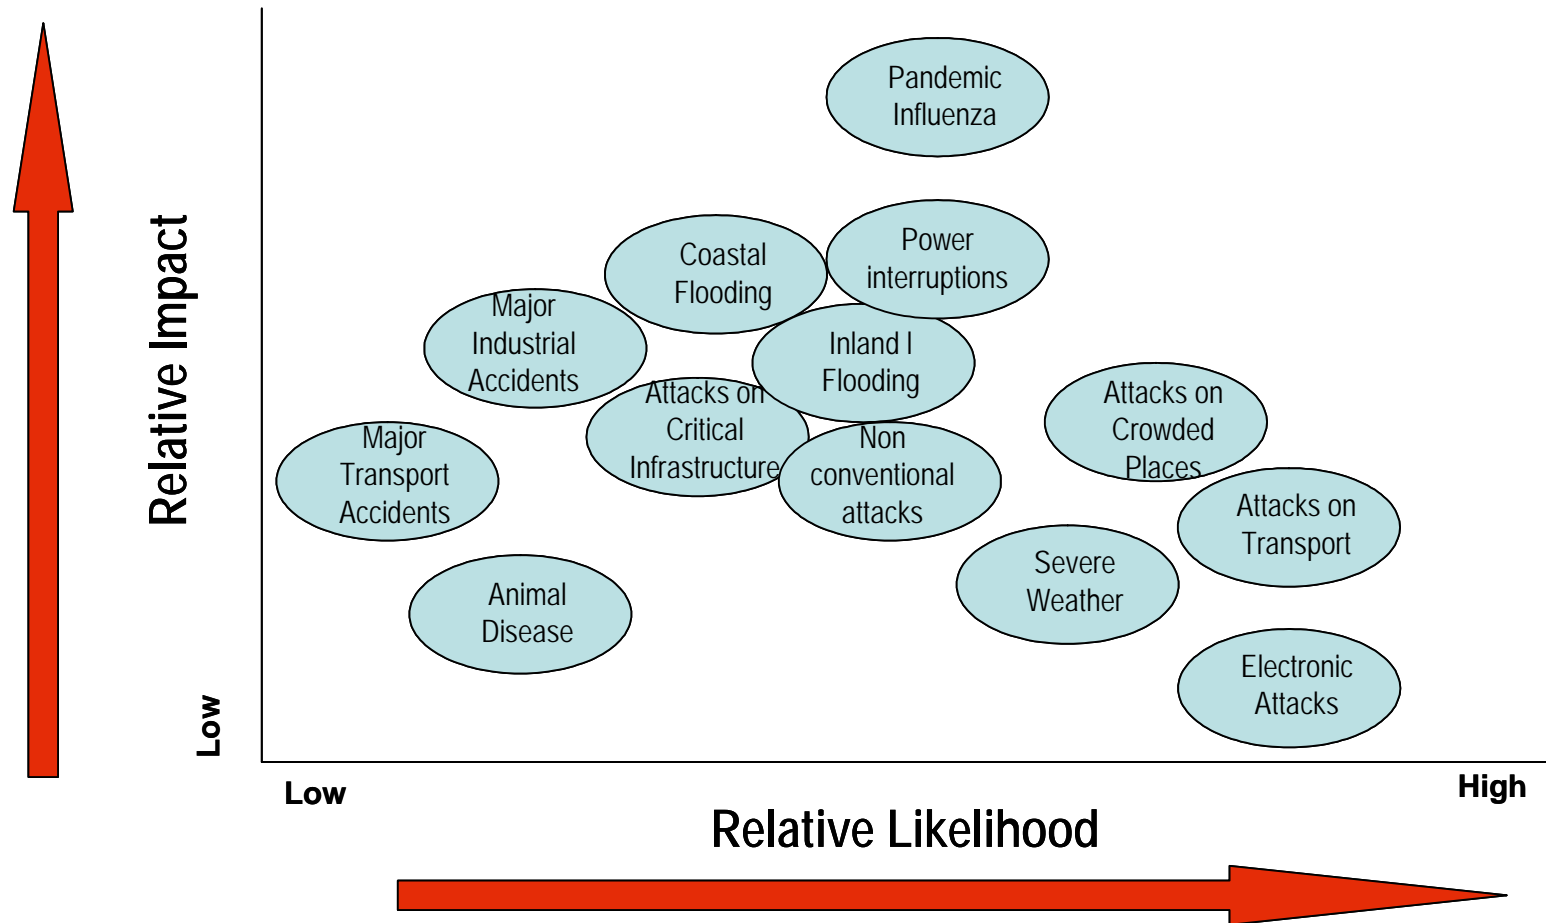 Pandemic
Influenza
Power
interruptions
Coastal
Flooding
Major
Industrial
Accidents
Inland l
Flooding
Attacks on
Critical
Infrastructure
Attacks on
Crowded
Places
Major
Transport
Accidents
Non
conventional
attacks
Attacks on
Transport
Severe
Weather
Animal
Disease
Electronic
Attacks
Relative Impact
Low
Low
High
Relative Likelihood